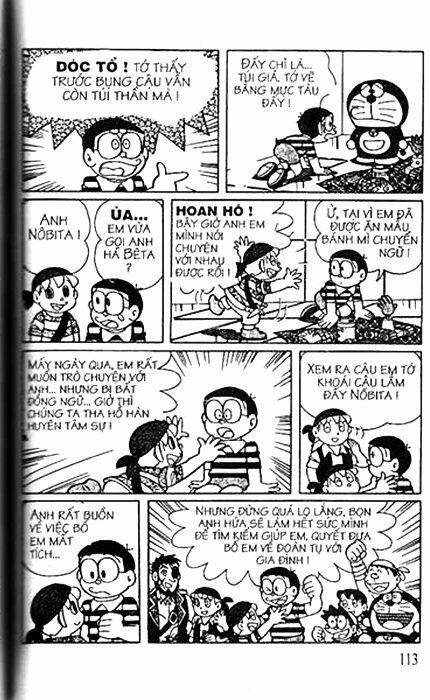 DÓC TỔ ! TỚ THẤY
TRƯỚC BỤNG CẬU VẪN
CÒN TÚI THẦN MÀ !
ĐẤY CHỈ LÀ...
TÚI GIẢ. TỚ VẼ
BẰNG MỰC TÀU
ĐẤY !
ANH
NÔBITA !
ỦA...
EM VỪA
GỌI ANH
HẢ BÊTA
?
HOAN HÔ !
BÂY GIỜ ANH EM
MÌNH NÓI
CHUYỆN
VỚI NHAU
ĐƯỢC RỒI !
Ừ, TẠI VÌ EM ĐÃ
ĐƯỢC ĂN MẨU
BÁNH MÌ CHUYỂN
NGỮ !
MẤY NGÀY QUA, EM RẤT
MUỐN TRÒ CHUYỆN VỚI
ANH... NHƯNG BỊ BẤT
ĐỒNG NGỮ... GIỜ THÌ
CHÚNG TA THA HỒ HÀN
HUYÊN TÂM SỰ !
XEM RA CẬU EM TỚ
KHOÁI CẬU LẮM
ĐẤY NÔBITA !
ANH RẤT BUỒN
VỀ VIỆC BỐ
EM MẤT
TÍCH...
NHƯNG ĐỪNG QUÁ LO LẮNG, BỌN
ANH HỨA SẼ LÀM HẾT SỨC MÌNH
ĐỂ TÌM KIẾM GIÚP EM, QUYẾT ĐƯA
BỐ EM VỀ ĐOÀN TỤ VỚI
GIA ĐÌNH !
113